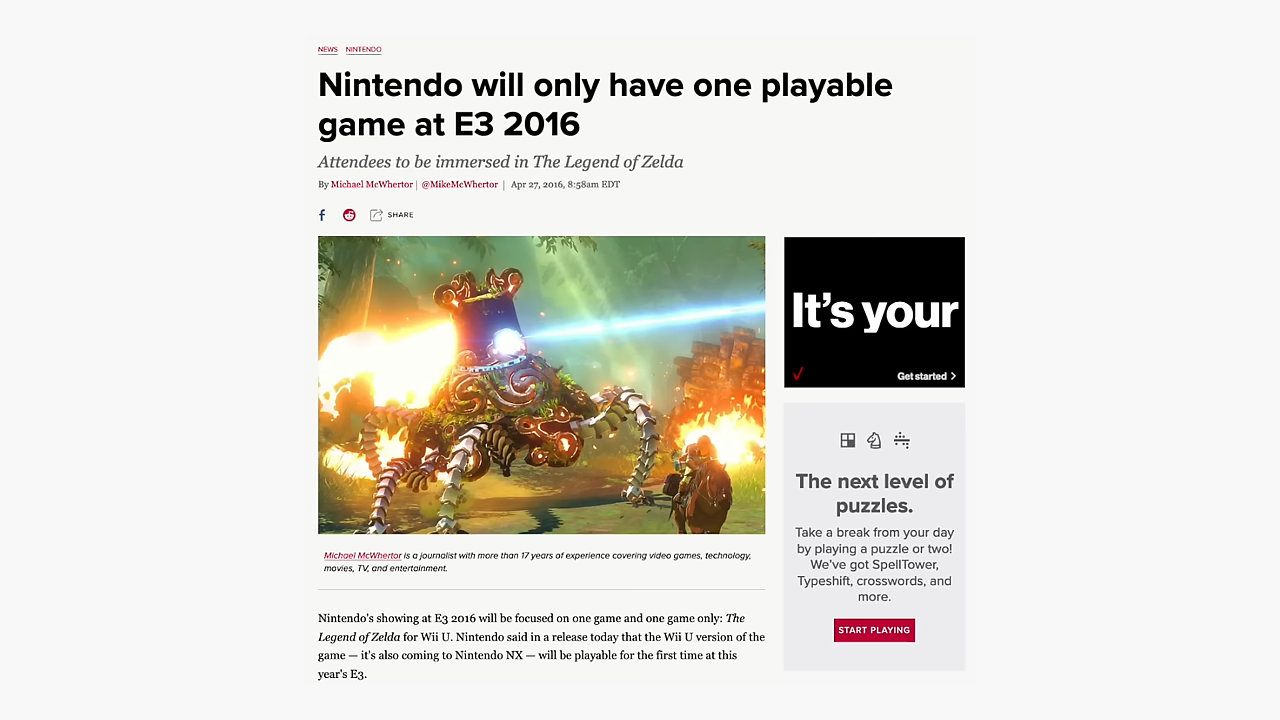 NEWS NINTENDO
Nintendo will only have one playable
game at E3 2016
Attendees to be immersed in The Legend of Zelda
By Michael McWhertor | @MikeMcWhertor | Apr 27, 2016, 8:58am EDT
SHARE
It's your
Get started
Michael McWhertor is a journalist with more than 17 years of experience covering video games, technology,
movies, TV, and entertainment.
Nintendo's showing at E3 2016 will be focused on one game and one game only: The
Legend of Zelda for Wii U. Nintendo said in a release today that the Wii U version of the
game — it's also coming to Nintendo NX — will be playable for the first time at this
year's E3.
The next level of
puzzles.
Take a break from your day
by playing a puzzle or two!
We've got SpellTower,
Typeshift, crosswords, and
more.
START PLAYING